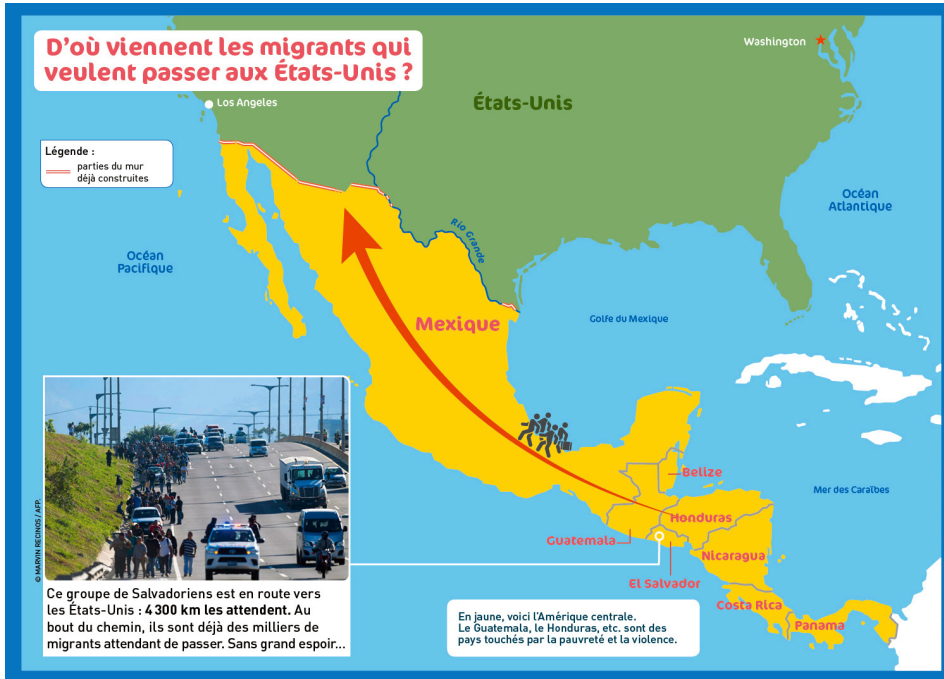 D'où viennent les migrants qui
veulent passer aux États-Unis ?
Washington
Los Angeles
États-Unis
Légende :
parties du mur
déjà construites
Océan
Atlantique
Océan
Pacifique
Rio Grande
Golfe du Mexique
Mexique
Belize
Mer des Caraïbes
Honduras
Guatemala
Nicaragua
El Salvador
Costa Rica
Panama
© MARVIN RECINOS / AFP.
Ce groupe de Salvadoriens est en route vers
les États-Unis : 4 300 km les attendent. Au
bout du chemin, ils sont déjà des milliers de
migrants attendant de passer. Sans grand espoir...
En jaune, voici l'Amérique centrale.
Le Guatemala, le Honduras, etc. sont des
pays touchés par la pauvreté et la violence.